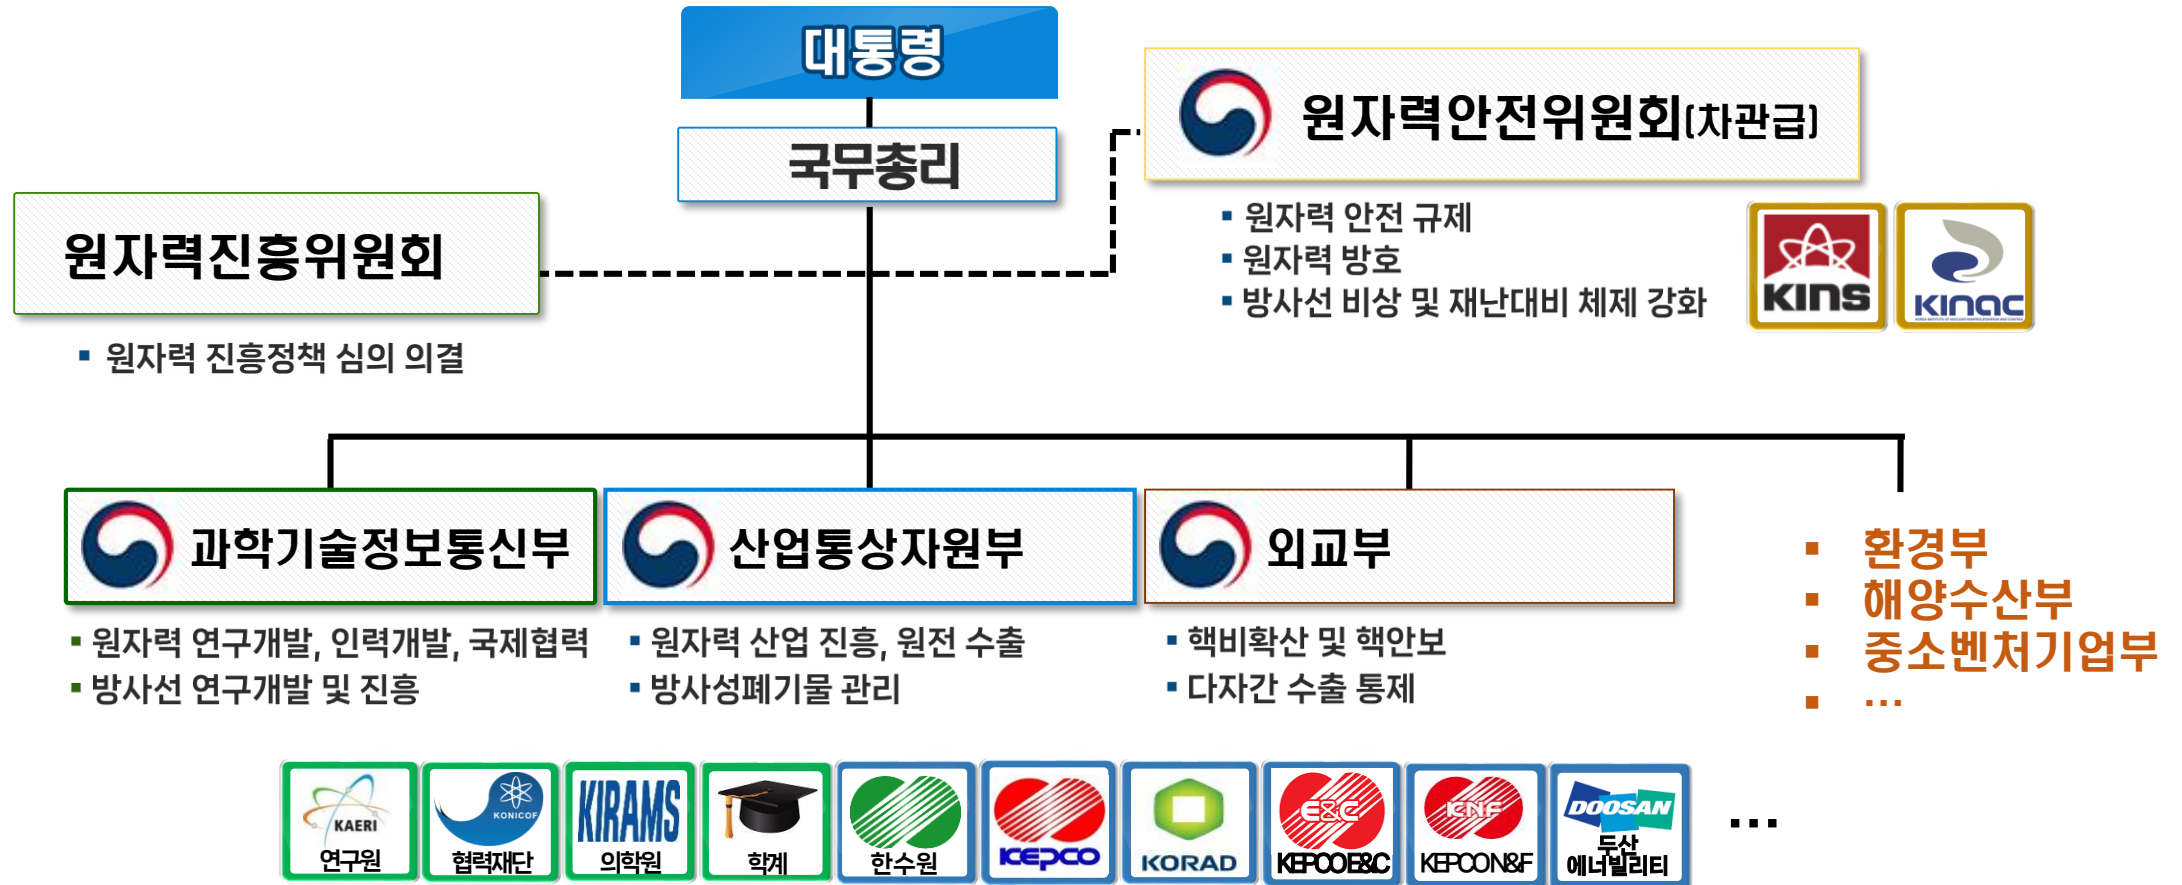 대통령
국무총리
원자력안전위원회(차관급)
▪ 원자력 안전 규제
▪ 원자력 방호
▪ 방사선 비상 및 재난대비 체제 강화
KINS
KINAC
원자력진흥위원회
▪ 원자력 진흥정책 심의 의결
과학기술정보통신부
▪ 원자력 연구개발, 인력개발, 국제협력
▪ 방사선 연구개발 및 진흥
산업통상자원부
▪ 원자력 산업 진흥, 원전 수출
▪ 방사성폐기물 관리
외교부
▪ 핵비확산 및 핵안보
▪ 다자간 수출 통제
▪ 환경부
▪ 해양수산부
▪ 중소벤처기업부
▪ …
KAERI
연구원
KONICOF
협력재단
KIRAMS
의학원
학계
한수원
KEPCO
KORAD
E&C
KEPCO E&C
KNF
KEPCO N&F
DOOSAN
두산
에너빌리티
…